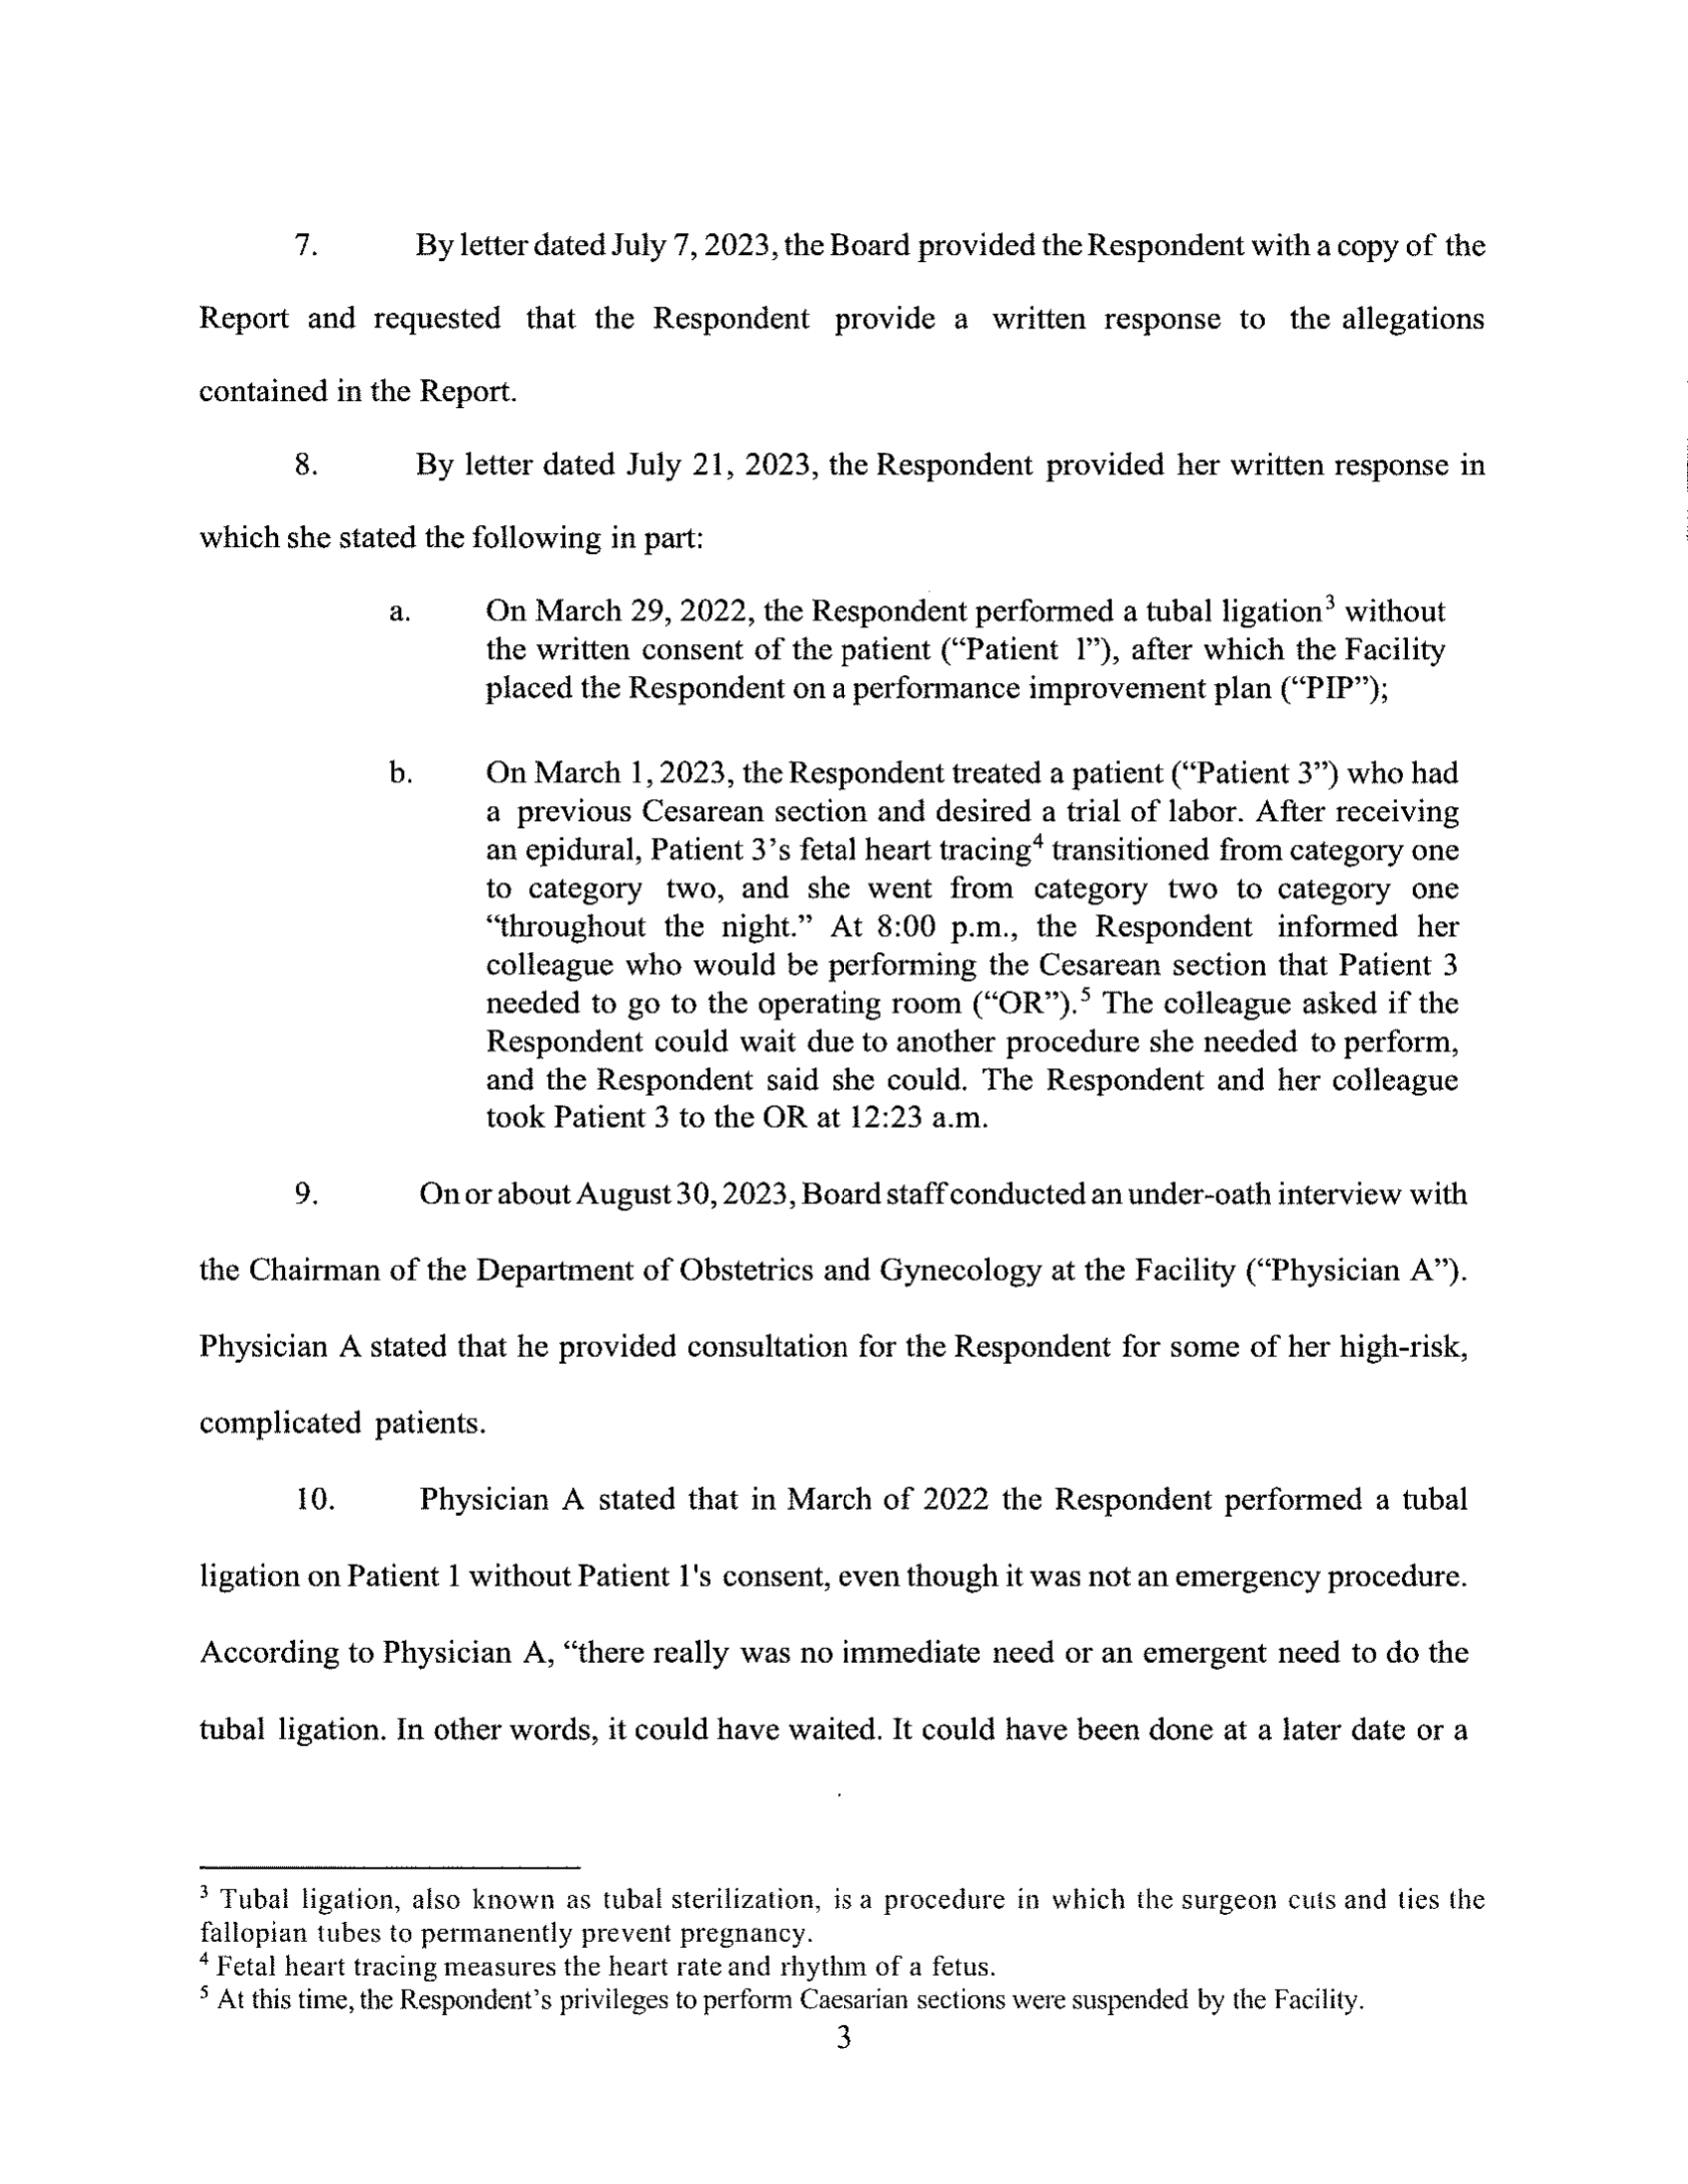 7. By letter dated July 7, 2023, the Board provided the Respondent with a copy of the
Report and requested that the Respondent provide a written response to the allegations
contained in the Report.
8. By letter dated July 21, 2023, the Respondent provided her written response in
which she stated the following in part:
a. On March 29, 2022, the Respondent performed a tubal ligation³ without
the written consent of the patient (“Patient 1”), after which the Facility
placed the Respondent on a performance improvement plan (“PIP”);
b. On March 1, 2023, the Respondent treated a patient (“Patient 3”) who had
a previous Cesarean section and desired a trial of labor. After receiving
an epidural, Patient 3’s fetal heart tracing⁴ transitioned from category one
to category two, and she went from category two to category one
“throughout the night.” At 8:00 p.m., the Respondent informed her
colleague who would be performing the Cesarean section that Patient 3
needed to go to the operating room (“OR”).⁵ The colleague asked if the
Respondent could wait due to another procedure she needed to perform,
and the Respondent said she could. The Respondent and her colleague
took Patient 3 to the OR at 12:23 a.m.
9. On or about August 30, 2023, Board staff conducted an under-oath interview with
the Chairman of the Department of Obstetrics and Gynecology at the Facility (“Physician A”).
Physician A stated that he provided consultation for the Respondent for some of her high-risk,
complicated patients.
10. Physician A stated that in March of 2022 the Respondent performed a tubal
ligation on Patient 1 without Patient 1's consent, even though it was not an emergency procedure.
According to Physician A, “there really was no immediate need or an emergent need to do the
tubal ligation. In other words, it could have waited. It could have been done at a later date or a
³ Tubal ligation, also known as tubal sterilization, is a procedure in which the surgeon cuts and ties the
fallopian tubes to permanently prevent pregnancy.
⁴ Fetal heart tracing measures the heart rate and rhythm of a fetus.
⁵ At this time, the Respondent’s privileges to perform Caesarian sections were suspended by the Facility.
3